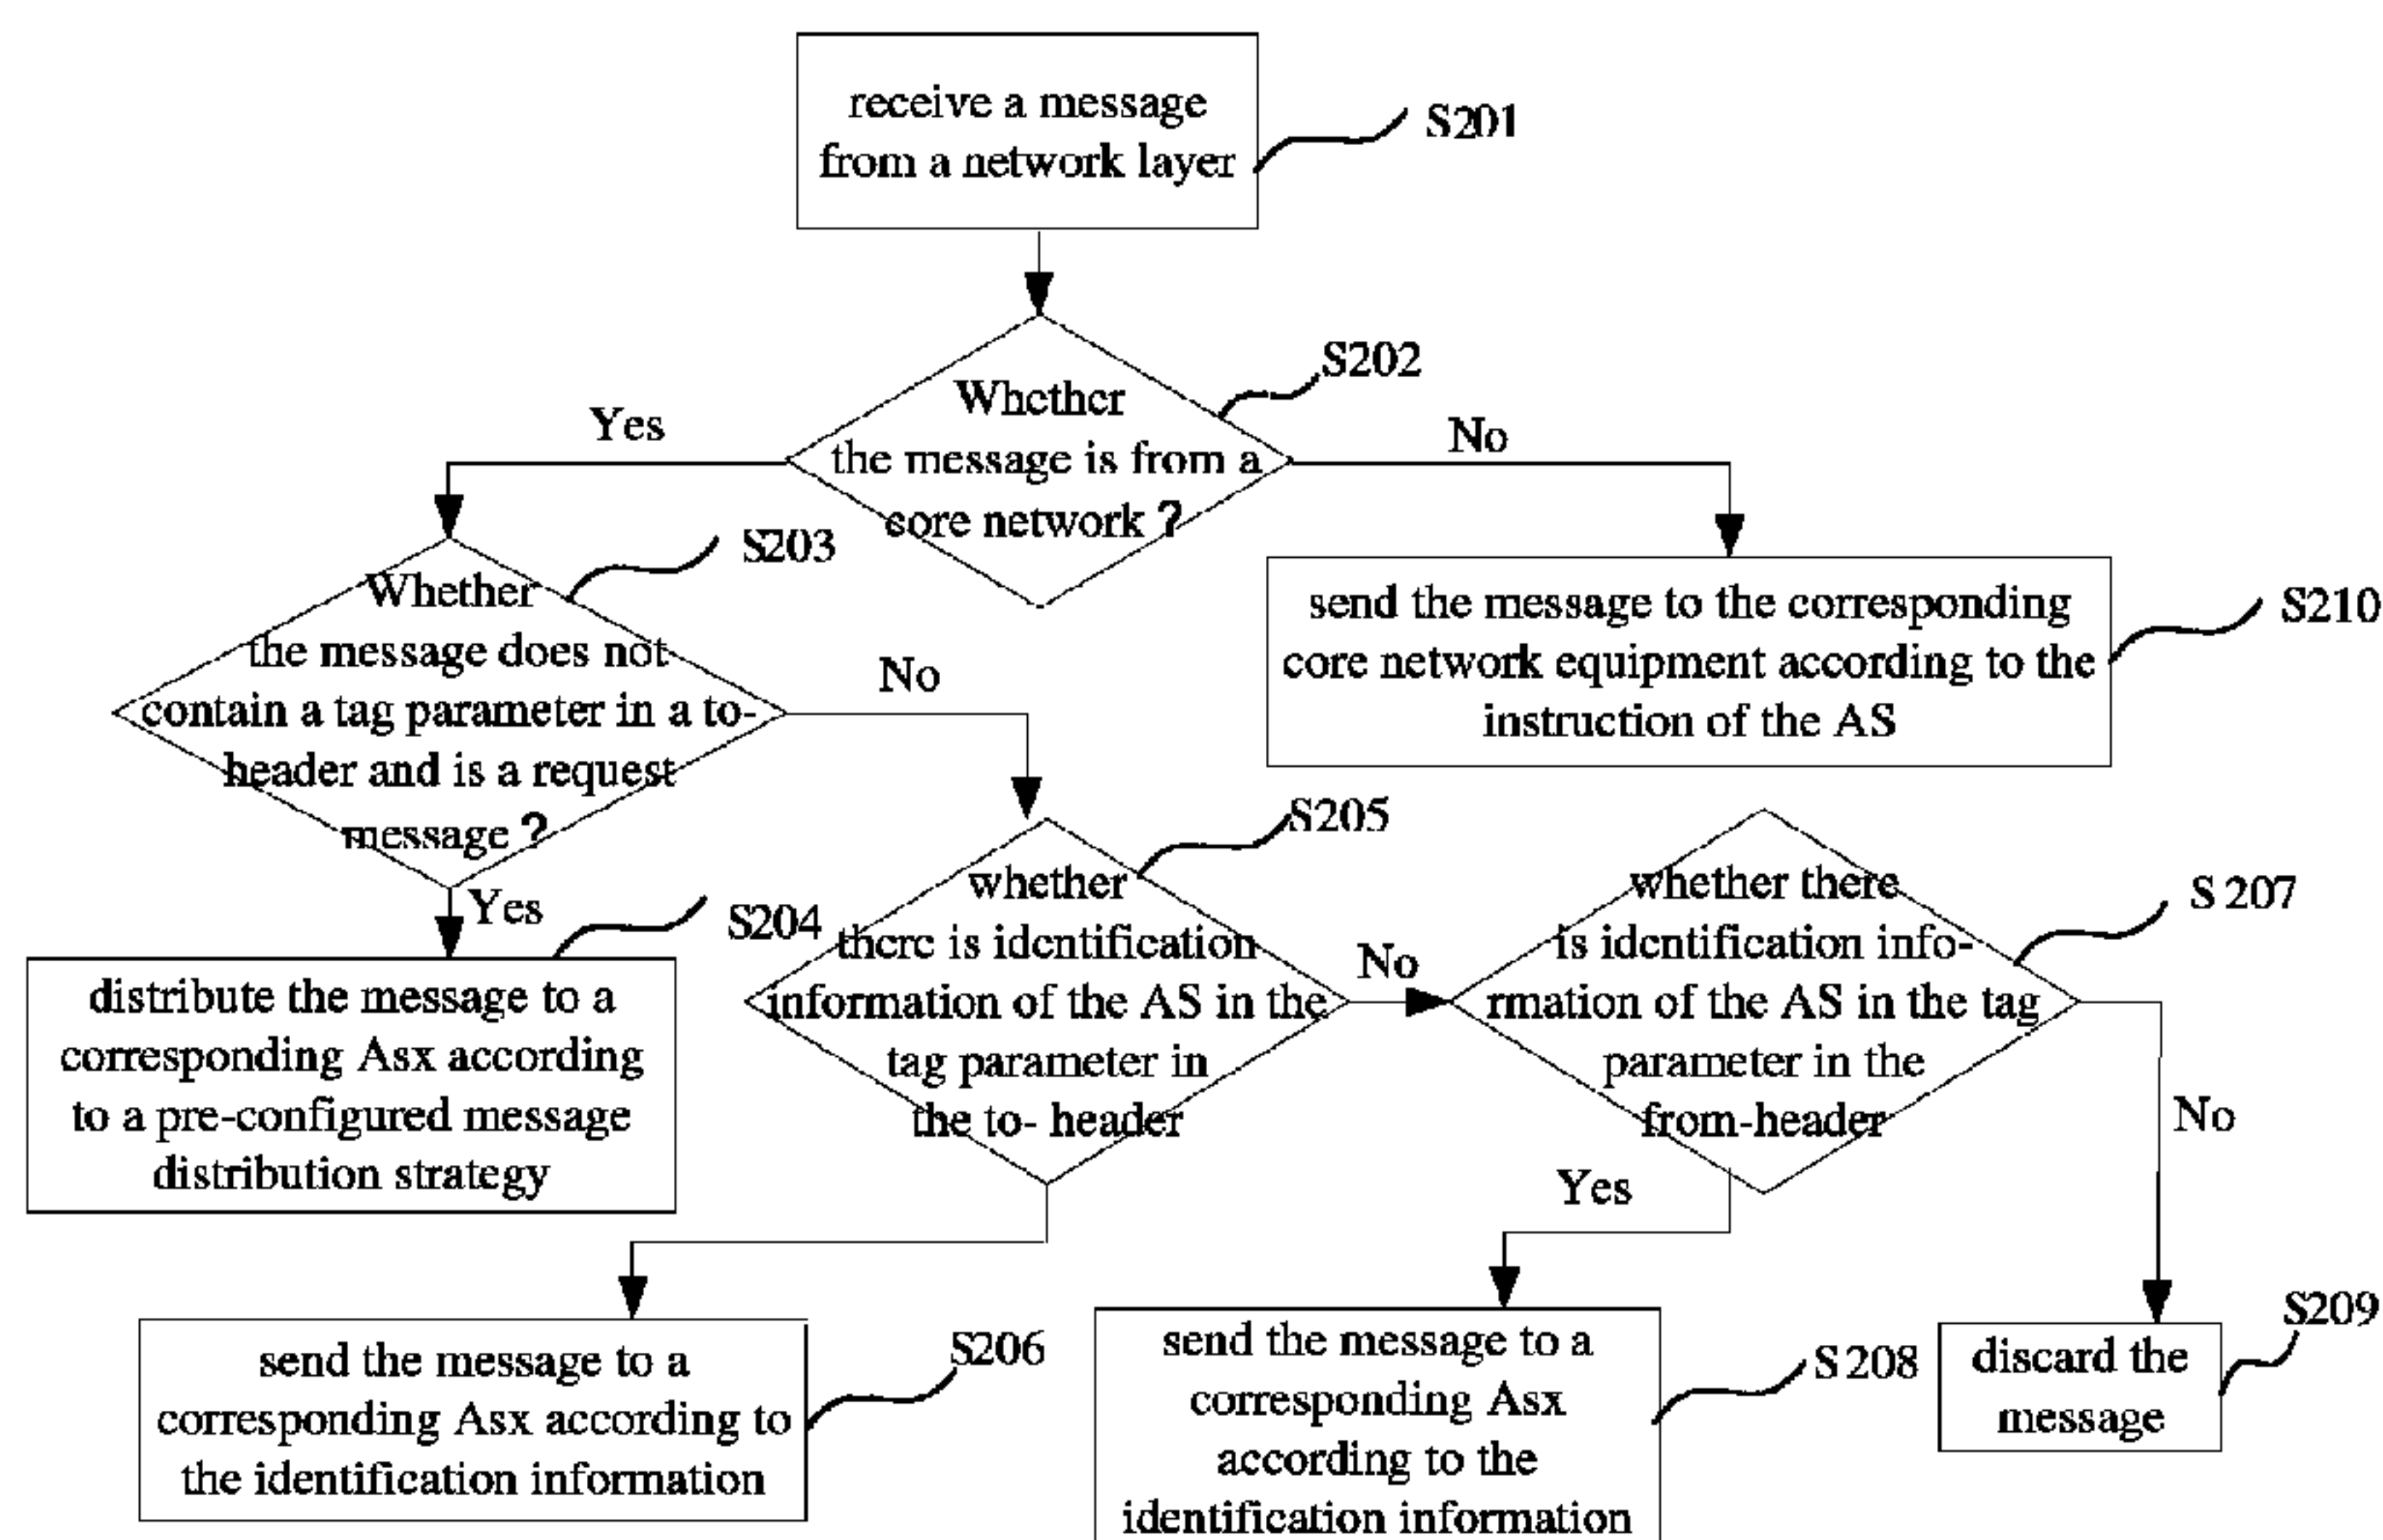 receive a message
from a network layer
S201
Whether
the message is from a
core network ?
S202
Yes
No
Whether
the message does not
contain a tag parameter in a to-
header and is a request
message ?
S203
send the message to the corresponding
core network equipment according to the
instruction of the AS
S210
No
Yes
distribute the message to a
corresponding Asx according
to a pre-configured message
distribution strategy
S204
whether
there is identification
information of the AS in the
tag parameter in
the to- header
S205
No
whether there
is identification info-
rmation of the AS in the tag
parameter in the
from-header
S 207
Yes
No
send the message to a
corresponding Asx according to
the identification information
S206
send the message to a
corresponding Asx
according to the
identification information
S 208
discard the
message
S209